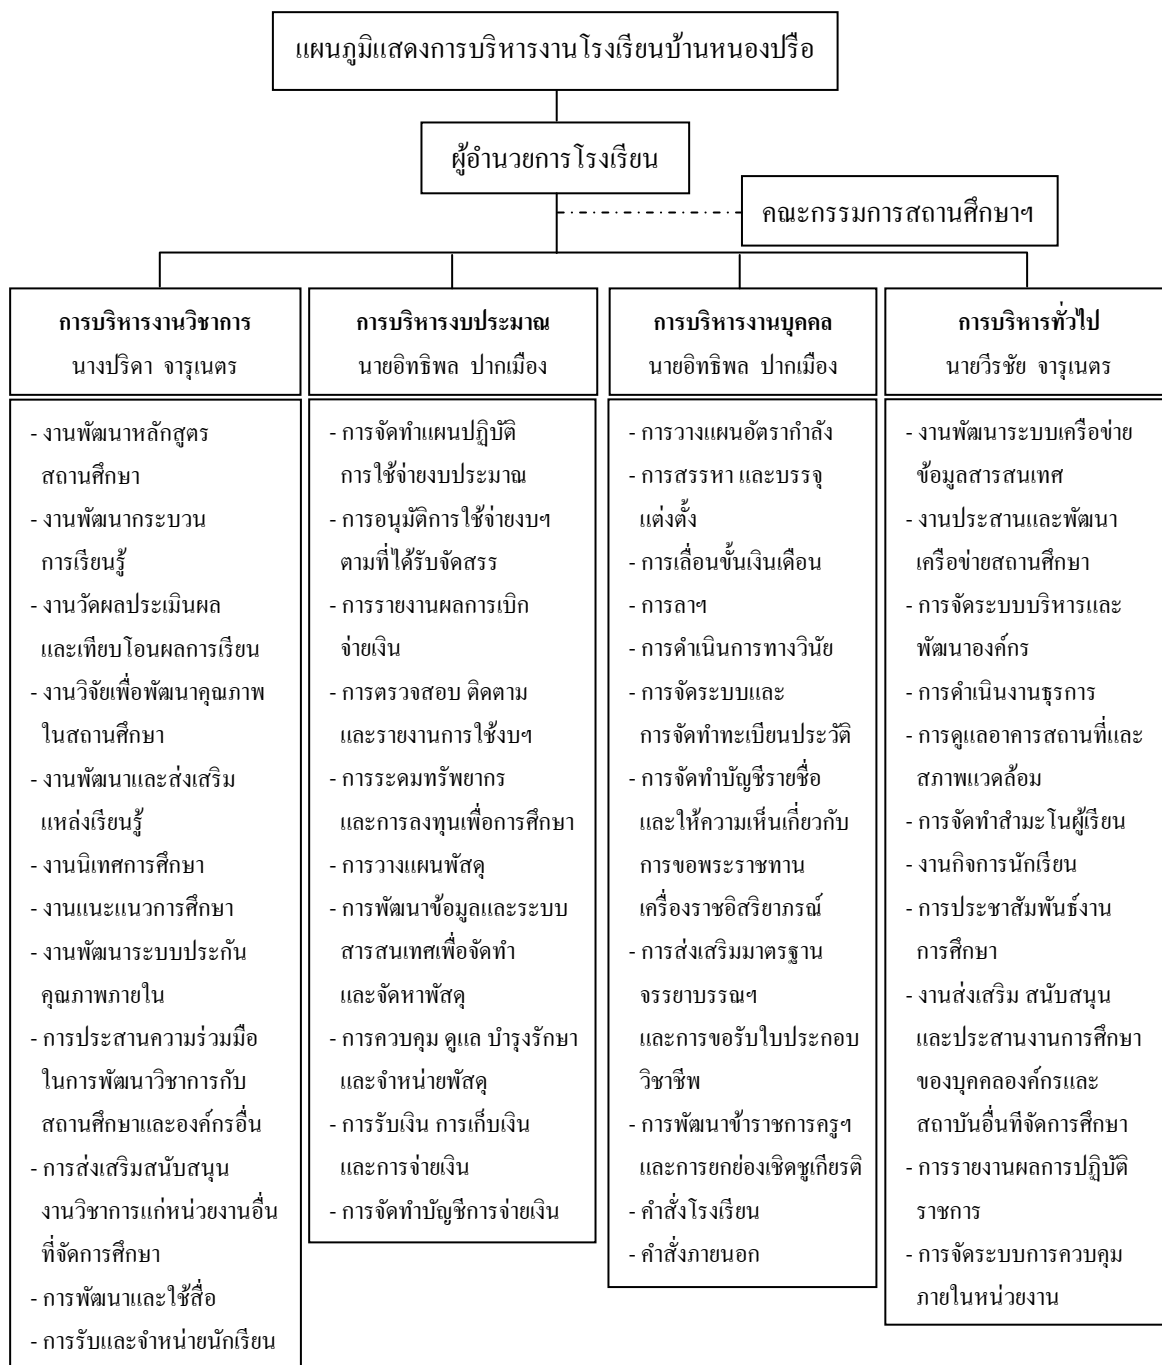 แผนภูมิแสดงการบริหารงานโรงเรียนบ้านหนองปรือ
ผู้อำนวยการโรงเรียน
คณะกรรมการสถานศึกษาฯ
การบริหารงานวิชาการ
นางปริดา จารุเนตร
- งานพัฒนาหลักสูตร
สถานศึกษา
- งานพัฒนากระบวน
การเรียนรู้
- งานวัดผลประเมินผล
และเทียบโอนผลการเรียน
- งานวิจัยเพื่อพัฒนาคุณภาพ
ในสถานศึกษา
- งานพัฒนาและส่งเสริม
แหล่งเรียนรู้
- งานนิเทศการศึกษา
- งานแนะแนวการศึกษา
- งานพัฒนาระบบประกัน
คุณภาพภายใน
- การประสานความร่วมมือ
ในการพัฒนาวิชาการกับ
สถานศึกษาและองค์กรอื่น
- การส่งเสริมสนับสนุน
งานวิชาการแก่หน่วยงานอื่น
ที่จัดการศึกษา
- การพัฒนาและใช้สื่อ
- การรับและจำหน่ายนักเรียน
การบริหารงบประมาณ
นายอิทธิพล ปากเมือง
- การจัดทำแผนปฏิบัติ
การใช้จ่ายงบประมาณ
- การอนุมัติการใช้จ่ายงบฯ
ตามที่ได้รับจัดสรร
- การรายงานผลการเบิก
จ่ายเงิน
- การตรวจสอบ ติดตาม
และรายงานการใช้งบฯ
- การระดมทรัพยากร
และการลงทุนเพื่อการศึกษา
- การวางแผนพัสดุ
- การพัฒนาข้อมูลและระบบ
สารสนเทศเพื่อจัดทำ
และจัดหาพัสดุ
- การควบคุม ดูแล บำรุงรักษา
และจำหน่ายพัสดุ
- การรับเงิน การเก็บเงิน
และการจ่ายเงิน
- การจัดทำบัญชีการจ่ายเงิน
การบริหารงานบุคคล
นายอิทธิพล ปากเมือง
- การวางแผนอัตรากำลัง
- การสรรหา และบรรจุ
แต่งตั้ง
- การเลื่อนขั้นเงินเดือน
- การลาฯ
- การดำเนินการทางวินัย
- การจัดระบบและ
การจัดทำทะเบียนประวัติ
- การจัดทำบัญชีรายชื่อ
และให้ความเห็นเกี่ยวกับ
การขอพระราชทาน
เครื่องราชอิสริยาภรณ์
- การส่งเสริมมาตรฐาน
จรรยาบรรณฯ
และการขอรับใบประกอบ
วิชาชีพ
- การพัฒนาข้าราชการครูฯ
และการยกย่องเชิดชูเกียรติ
- คำสั่งโรงเรียน
- คำสั่งภายนอก
การบริหารทั่วไป
นายวีรชัย จารุเนตร
- งานพัฒนาระบบเครือข่าย
ข้อมูลสารสนเทศ
- งานประสานและพัฒนา
เครือข่ายสถานศึกษา
- การจัดระบบบริหารและ
พัฒนาองค์กร
- การดำเนินงานธุรการ
- การดูแลอาคารสถานที่และ
สภาพแวดล้อม
- การจัดทำสำมะโนผู้เรียน
- งานกิจการนักเรียน
- การประชาสัมพันธ์งาน
การศึกษา
- งานส่งเสริม สนับสนุน
และประสานงานการศึกษา
ของบุคคลองค์กรและ
สถาบันอื่นทีจัดการศึกษา
- การรายงานผลการปฏิบัติ
ราชการ
- การจัดระบบการควบคุม
ภายในหน่วยงาน